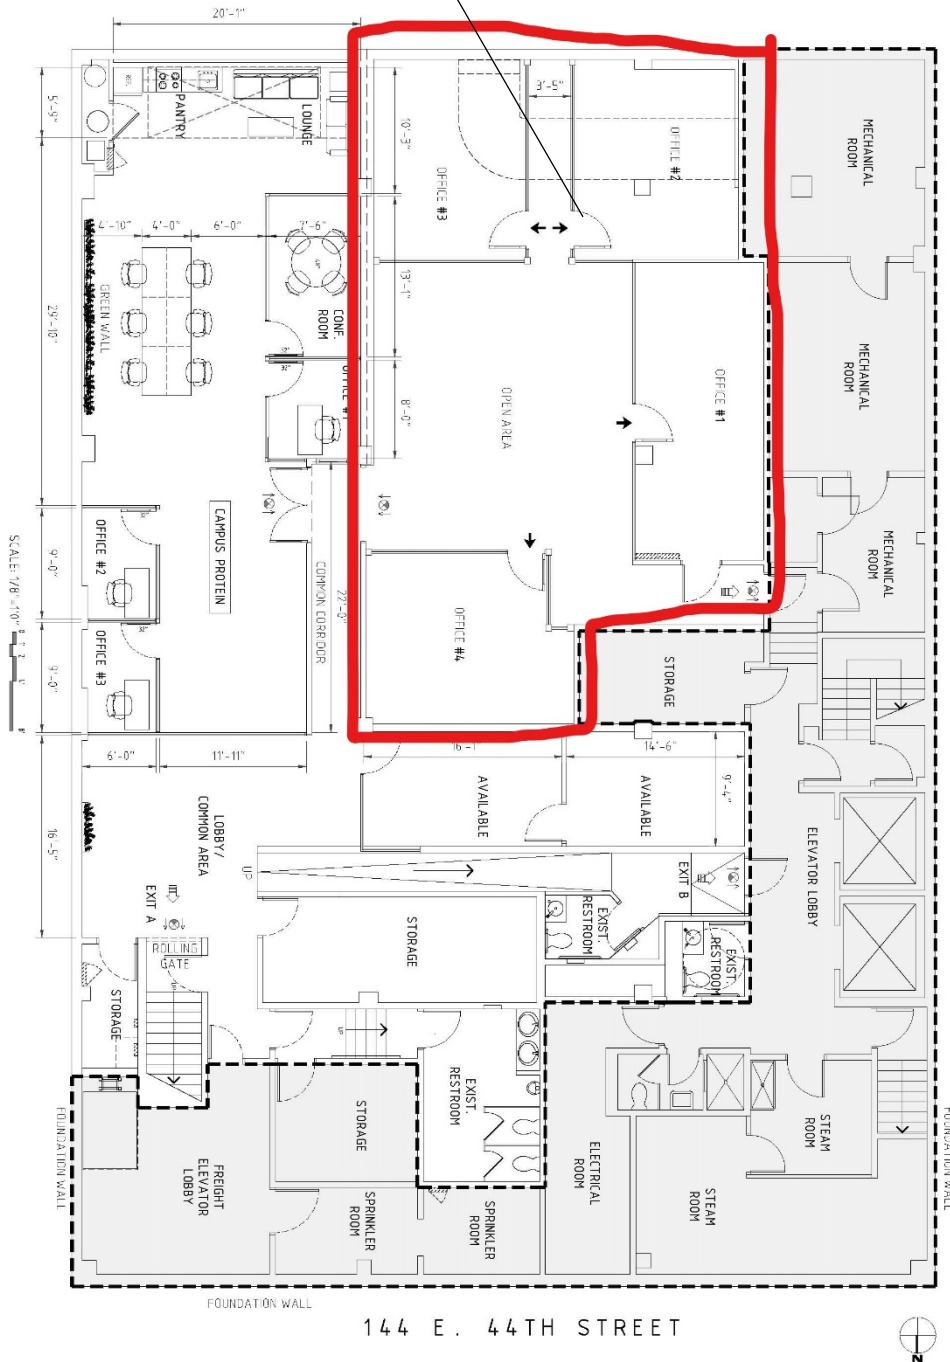 20'-1"
5'-9"
REF.
PANTRY
LOUNGE
10'-3"
3'-5"
OFFICE #3
OFFICE #2
MECHANICAL
ROOM
4'-10"
4'-0"
6'-0"
7'-6"
29'-10"
GREEN WALL
CONF.
ROOM
13'-1"
OFFICE #1
8'-0"
OPEN AREA
OFFICE #1
MECHANICAL
ROOM
MECHANICAL
ROOM
CAMPUS PROTEIN
COMMON CORRIDOR
22'-0"
OFFICE #2
9'-0"
OFFICE #3
9'-0"
SCALE: 1/8"=1'0"
OFFICE #4
STORAGE
6'-0"
11'-11"
16'-1"
14'-6"
9'-4"
16'-5"
LOBBY/
COMMON AREA
AVAILABLE
AVAILABLE
ELEVATOR LOBBY
UP
EXIT A
EXIT B
ROLLING
GATE
UP
STORAGE
STORAGE
EXIST.
RESTROOM
EXIST.
RESTROOM
UP
EXIST.
RESTROOM
STORAGE
STEAM
ROOM
ELECTRICAL
ROOM
STEAM
ROOM
FREIGHT
ELEVATOR
LOBBY
SPRINKLER
ROOM
SPRINKLER
ROOM
FOUNDATION WALL
FOUNDATION WALL
FOUNDATION WALL
144 E. 44TH STREET
N